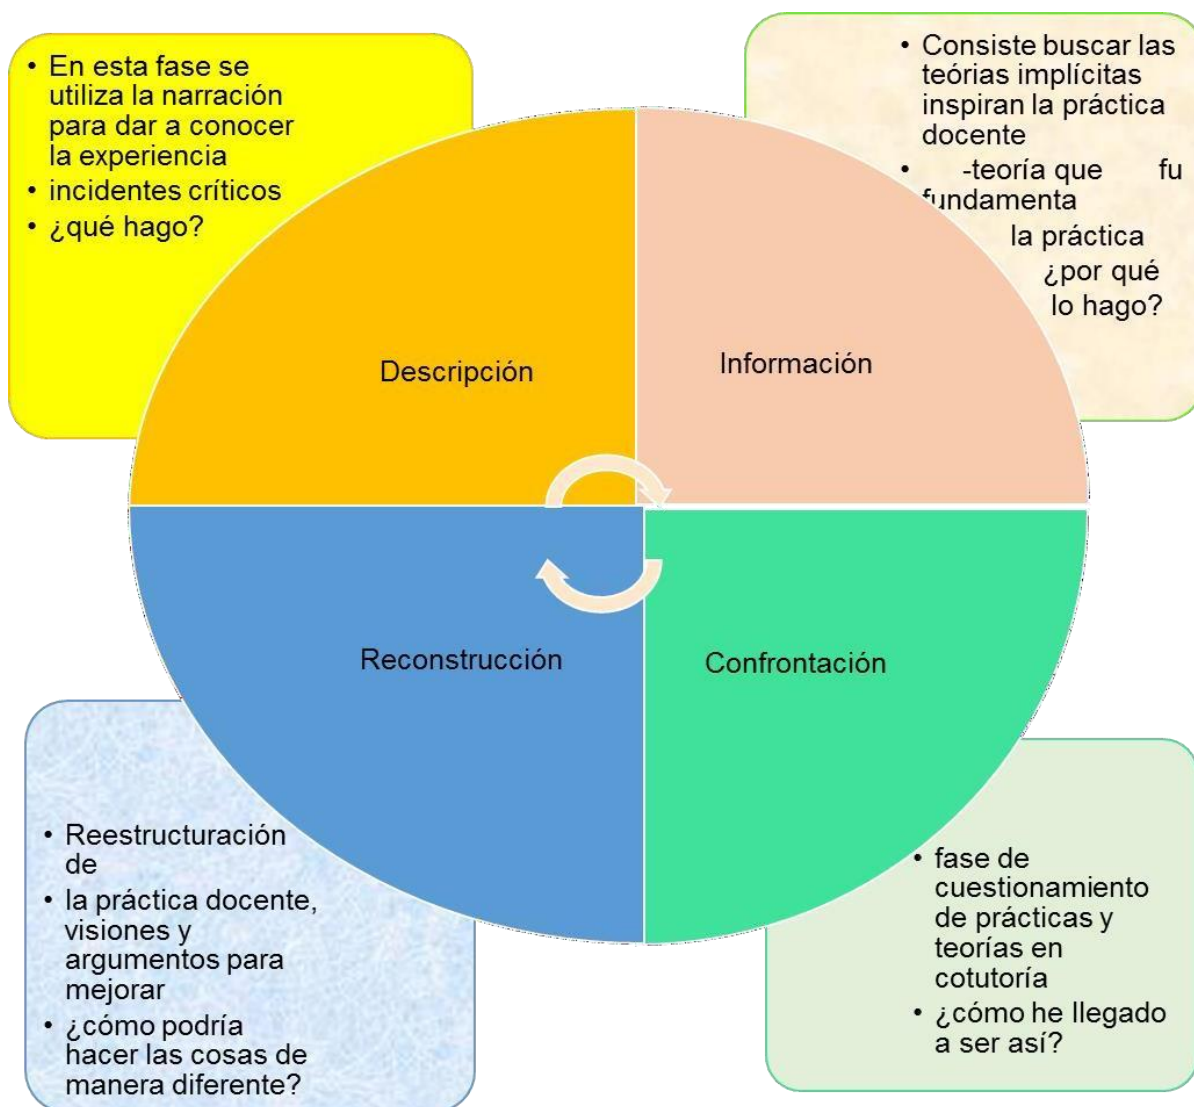 • En esta fase se
utiliza la narración
para dar a conocer
la experiencia
• incidentes críticos
• ¿qué hago?
• Consiste buscar las
teórias implícitas
inspiran la práctica
docente
• -teoría que fu
fundamenta
la práctica
¿por qué
lo hago?
Descripción
Información
Reconstrucción
Confrontación
• Reestructuración
de
• la práctica docente,
visiones y
argumentos para
mejorar
• ¿cómo podría
hacer las cosas de
manera diferente?
• fase de
cuestionamiento
de prácticas y
teorías en
cotutoría
• ¿cómo he llegado
a ser así?